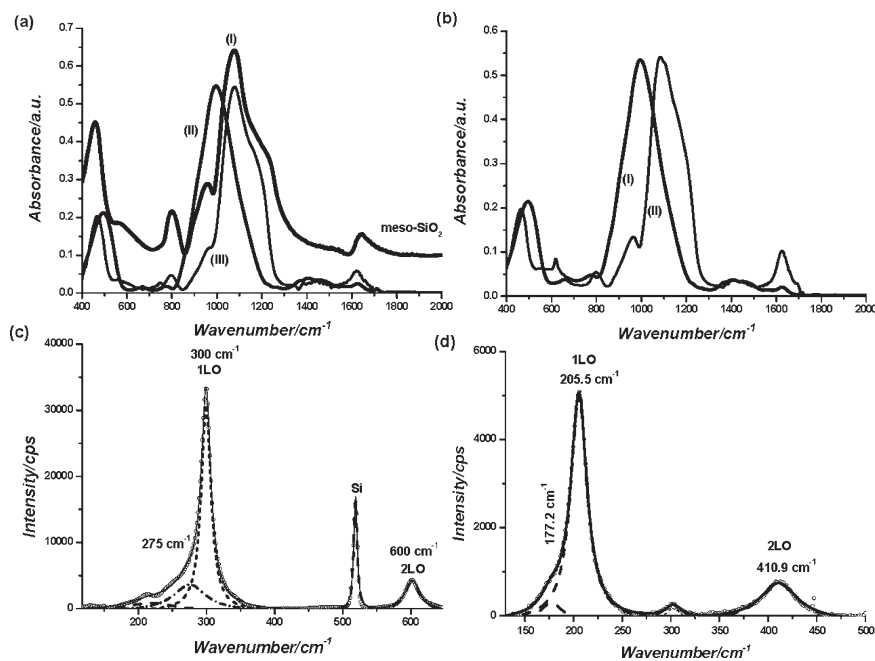 (a)
0.7
0.6
0.5
0.4
0.3
0.2
0.1
0.0
Absorbance/a.u.
(I)
(II)
(III)
meso-SiO₂
400 600 800 1000 1200 1400 1600 1800 2000
Wavenumber/cm⁻¹
(b)
0.6
0.5
0.4
0.3
0.2
0.1
0.0
Absorbance/a.u.
(I)
(II)
400 600 800 1000 1200 1400 1600 1800 2000
Wavenumber/cm⁻¹
(c)
40000
30000
20000
10000
0
Intensity/cps
300 cm⁻¹
1LO
275 cm⁻¹
Si
600 cm⁻¹
2LO
200 300 400 500 600
Wavenumber/cm⁻¹
(d)
6000
4000
2000
0
Intensity/cps
1LO
205.5 cm⁻¹
177.2 cm⁻¹
2LO
410.9 cm⁻¹
150 200 250 300 350 400 450 500
Wavenumber/cm⁻¹